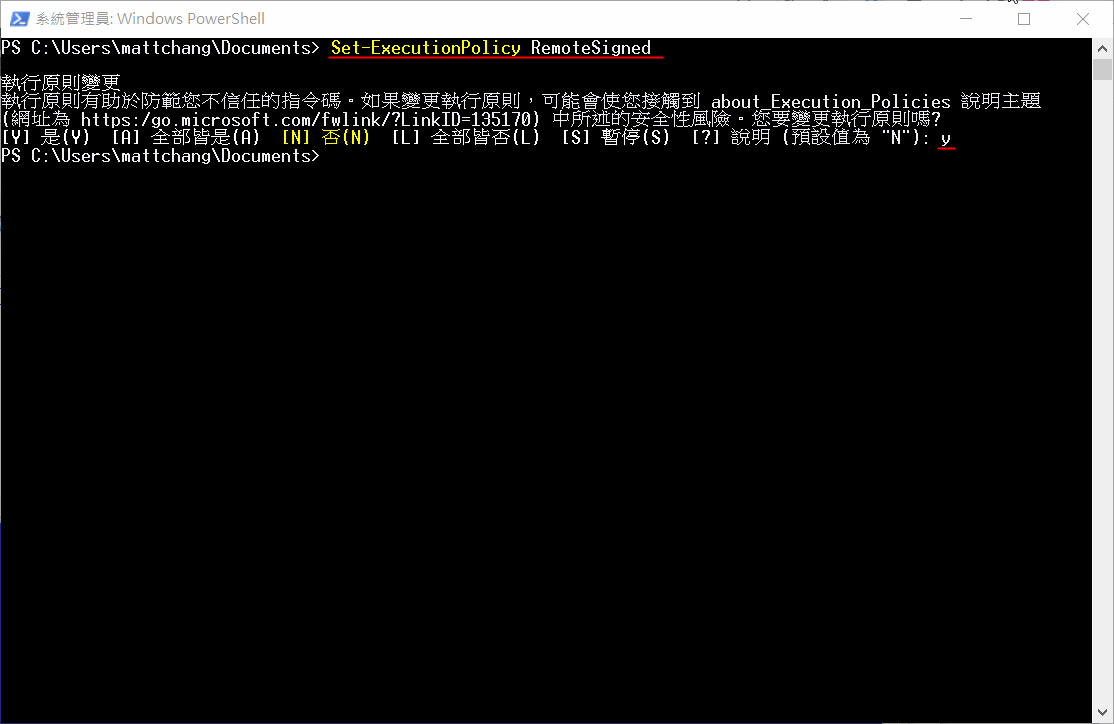 系統管理員: Windows PowerShell
PS C:\Users\mattchang\Documents> Set-ExecutionPolicy RemoteSigned
執行原則變更
執行原則有助於防範您不信任的指令碼。如果變更執行原則，可能會使您接觸到 about_Execution_Policies 說明主題
(網址為 https:/go.microsoft.com/fwlink/?LinkID=135170) 中所述的安全性風險。您要變更執行原則嗎?
[Y] 是(Y)  [A] 全部皆是(A)  [N] 否(N)  [L] 全部皆否(L)  [S] 暫停(S)  [?] 說明 (預設值為 "N"): y
PS C:\Users\mattchang\Documents>